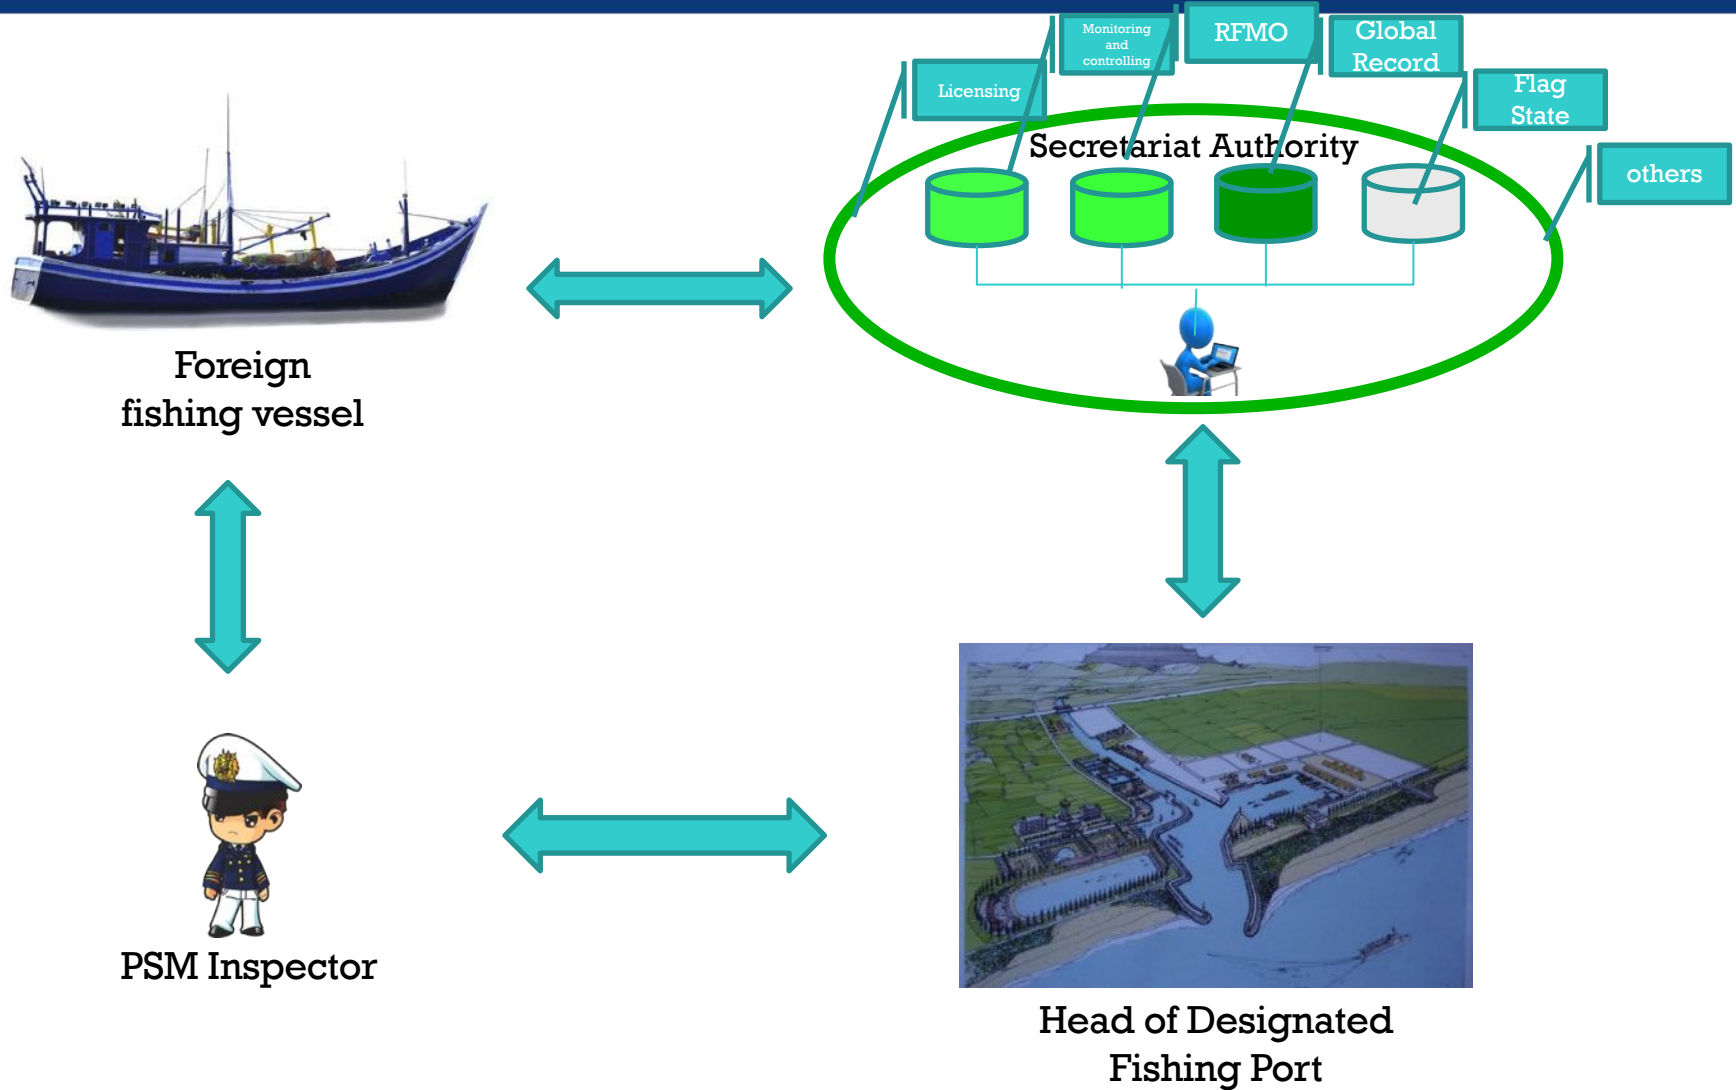 Monitoring
and
controlling
RFMO
Global
Record
Licensing
Flag
State
Secretariat Authority
others
Foreign
fishing vessel
PSM Inspector
Head of Designated
Fishing Port